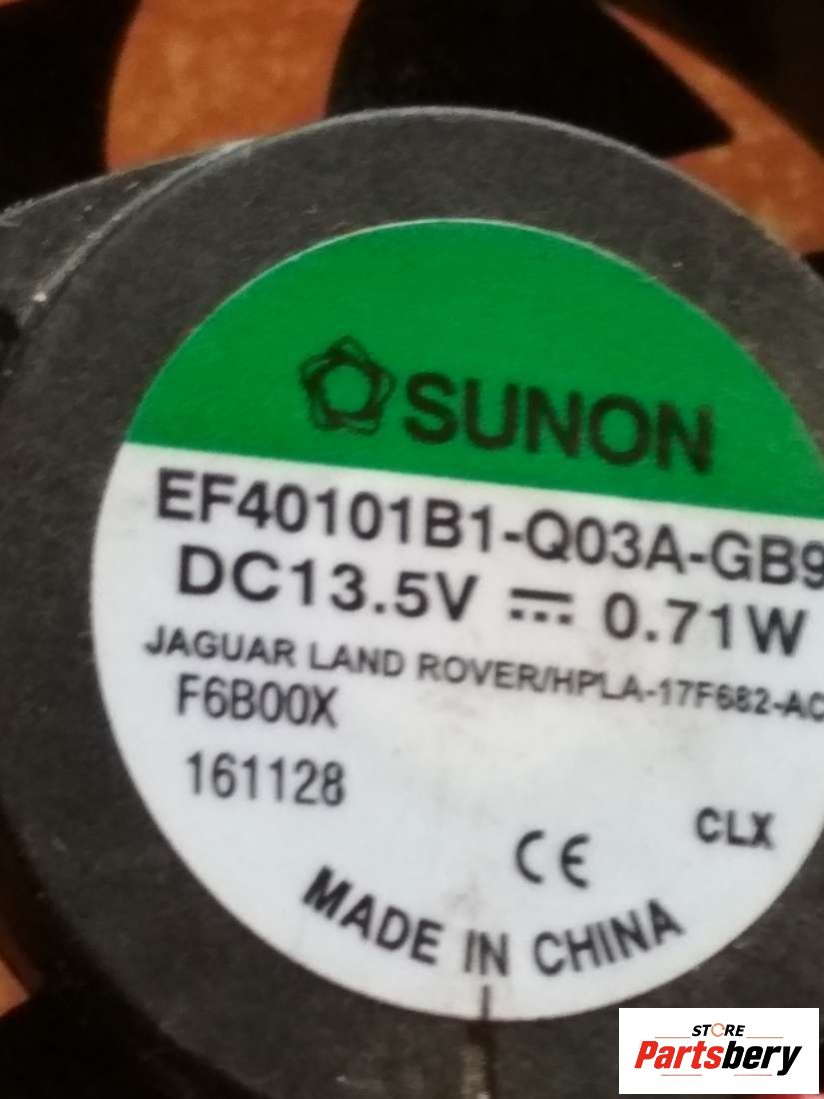 SUNON
EF40101B1-Q03A-GB9
DC13.5V ⎓ 0.71W
JAGUAR LAND ROVER/HPLA-17F682-AC
F6B00X
161128
CLX
CE
MADE IN CHINA
STORE
Partsbery